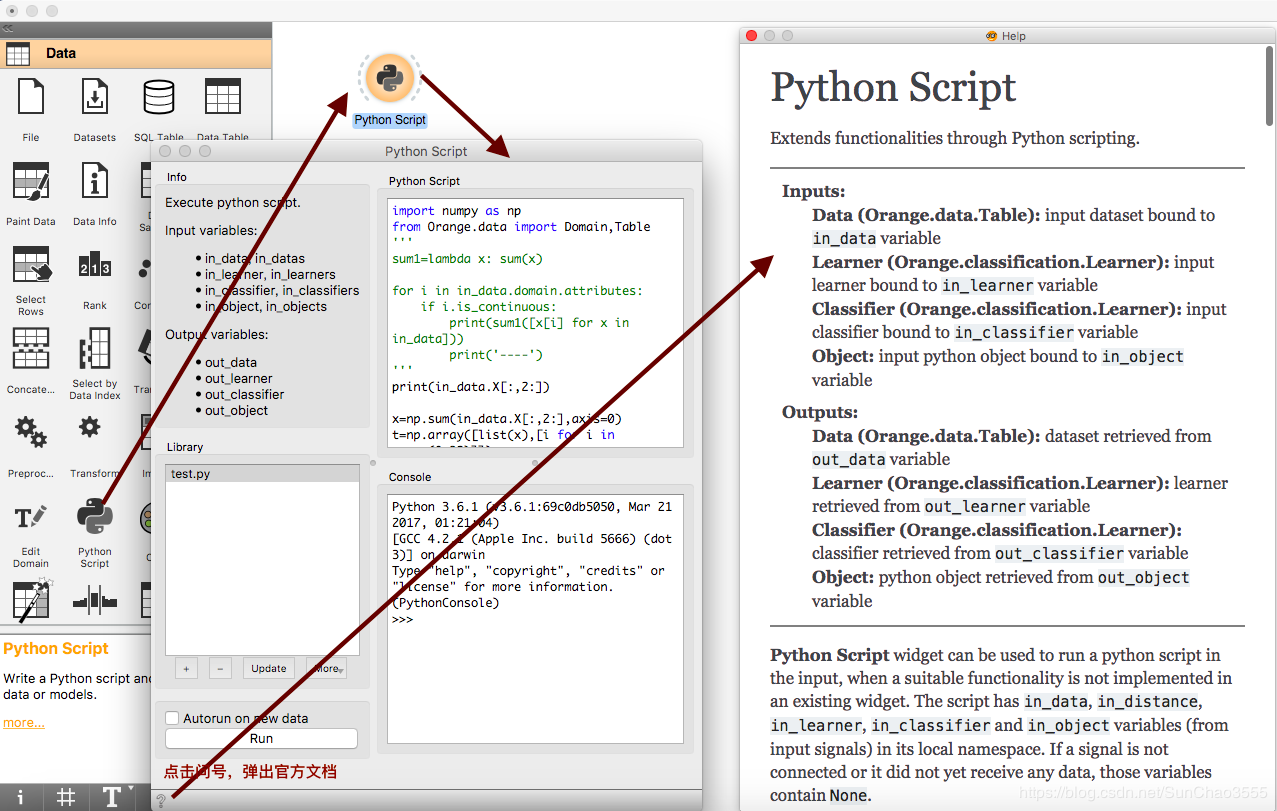 Data
File
Datasets
SQL Table
Data Table
Paint Data
Data Info
Select
Rows
Rank
Concate...
Select by
Data Index
Preproc...
Transform
Edit
Domain
Python
Script
Python Script
Write a Python script and
data or models.
more...
Python Script
Python Script
Info
Execute python script.
Input variables:
• in_data, in_datas
• in_learner, in_learners
• in_classifier, in_classifiers
• in_object, in_objects
Output variables:
• out_data
• out_learner
• out_classifier
• out_object
Library
test.py
+
−
Update
More
Autorun on new data
Run
点击问号，弹出官方文档
?
Python Script
import numpy as np
from Orange.data import Domain,Table
'''
sum1=lambda x: sum(x)
for i in in_data.domain.attributes:
if i.is_continuous:
print(sum1([x[i] for x in
in_data]))
print('----')
'''
print(in_data.X[:,2:])
x=np.sum(in_data.X[:,2:],axis=0)
t=np.array([list(x),[i for i in
Console
Python 3.6.1 (v3.6.1:69c0db5050, Mar 21
2017, 01:21:04)
[GCC 4.2.1 (Apple Inc. build 5666) (dot
3)] on darwin
Type "help", "copyright", "credits" or
"license" for more information.
(PythonConsole)
>>>
Help
Python Script
Extends functionalities through Python scripting.
Inputs:
Data (Orange.data.Table): input dataset bound to
in_data variable
Learner (Orange.classification.Learner): input
learner bound to in_learner variable
Classifier (Orange.classification.Learner): input
classifier bound to in_classifier variable
Object: input python object bound to in_object
variable
Outputs:
Data (Orange.data.Table): dataset retrieved from
out_data variable
Learner (Orange.classification.Learner): learner
retrieved from out_learner variable
Classifier (Orange.classification.Learner):
classifier retrieved from out_classifier variable
Object: python object retrieved from out_object
variable
Python Script widget can be used to run a python script in
the input, when a suitable functionality is not implemented in
an existing widget. The script has in_data, in_distance,
in_learner, in_classifier and in_object variables (from
input signals) in its local namespace. If a signal is not
connected or it did not yet receive any data, those variables
contain None.
https://blog.csdn.net/SunChao3555